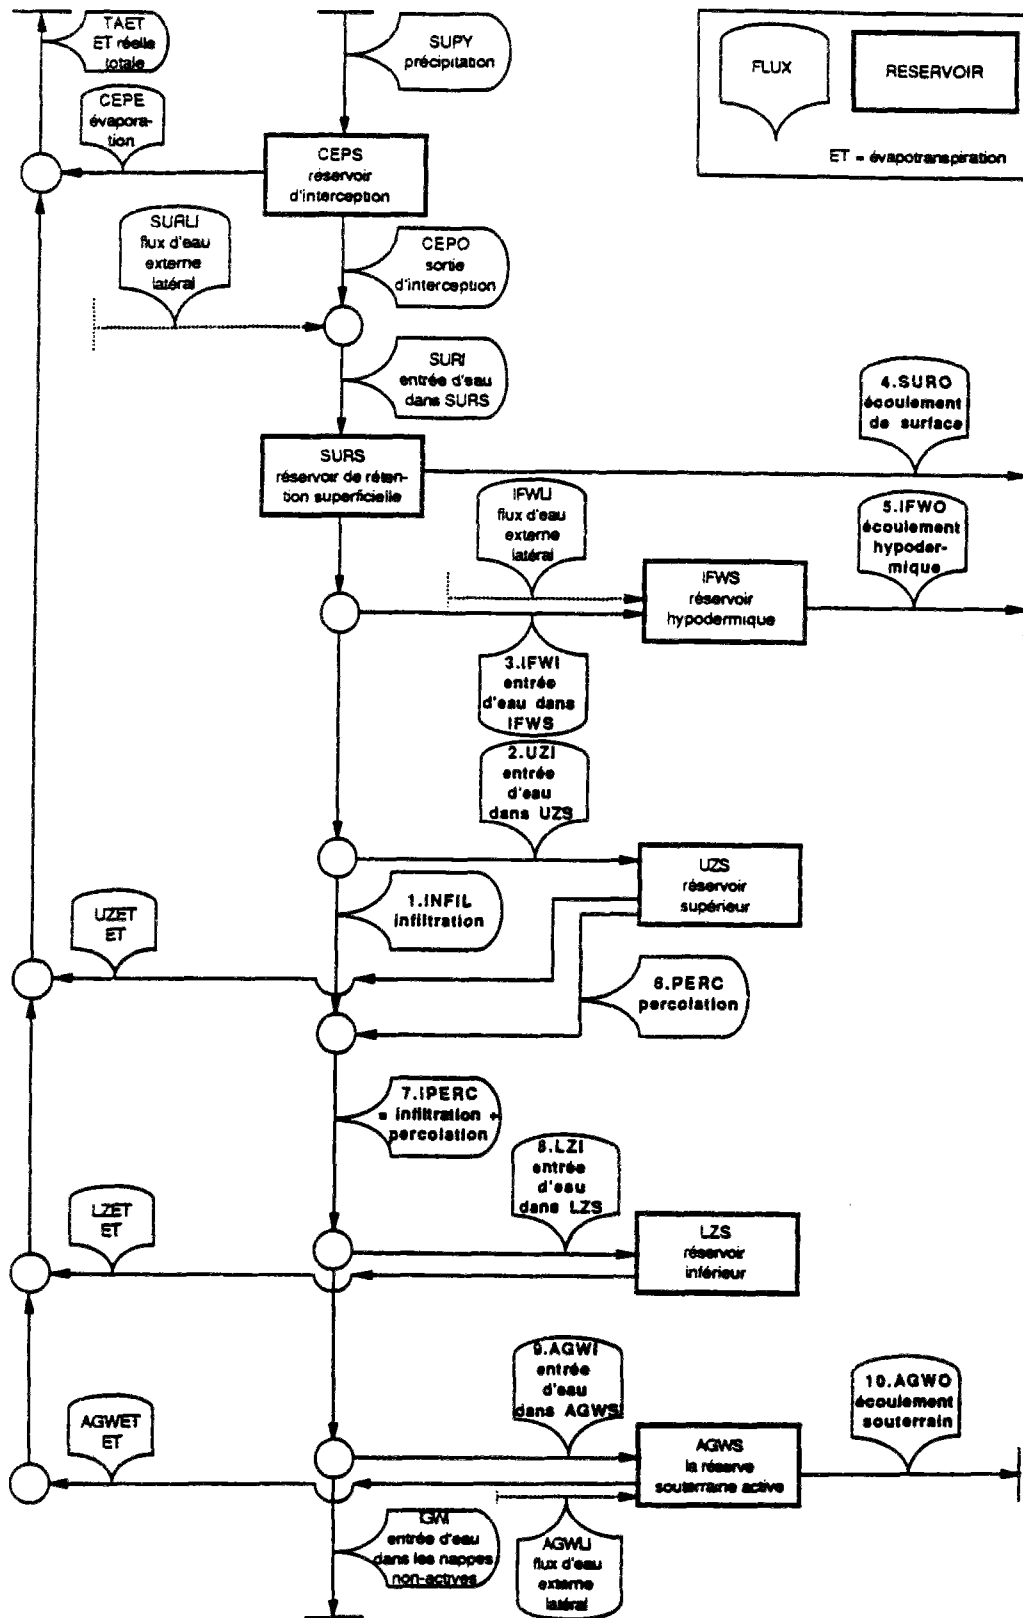 TAET
ET réelle
totale
SUPY
précipitation
FLUX
RESERVOIR
ET = évapotranspiration
CEPE
évapora-
tion
CEPS
réservoir
d'interception
SURLI
flux d'eau
externe
latéral
CEPO
sortie
d'interception
SURI
entrée d'eau
dans SURS
4.SURO
écoulement
de surface
SURS
réservoir de réten-
tion superficielle
IFWLI
flux d'eau
externe
latéral
5.IFWO
écoulement
hypoder-
mique
IFWS
réservoir
hypodermique
3.IFWI
entrée
d'eau dans
IFWS
2.UZI
entrée
d'eau
dans UZS
UZS
réservoir
supérieur
1.INFIL
infiltration
UZET
ET
6.PERC
percolation
7.IPERC
= infiltration +
percolation
8.LZI
entrée
d'eau
dans LZS
LZET
ET
LZS
réservoir
inférieur
9.AGWI
entrée
d'eau
dans AGWS
10.AGWO
écoulement
souterrain
AGWET
ET
AGWS
la réserve
souterraine active
IGWI
entrée d'eau
dans les nappes
non-actives
AGWLI
flux d'eau
externe
latéral